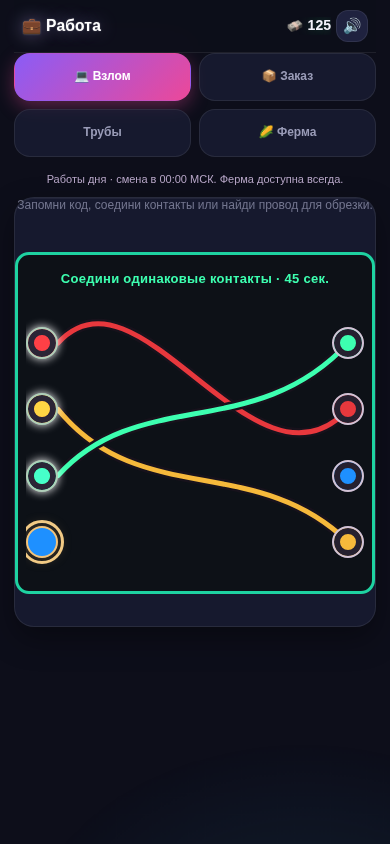 💼 Работа
125
💻 Взлом
📦 Заказ
Трубы
🌽 Ферма
Работы дня · смена в 00:00 МСК. Ферма доступна всегда.
Запомни код, соедини контакты или найди провод для обрезки.
Соедини одинаковые контакты · 45 сек.